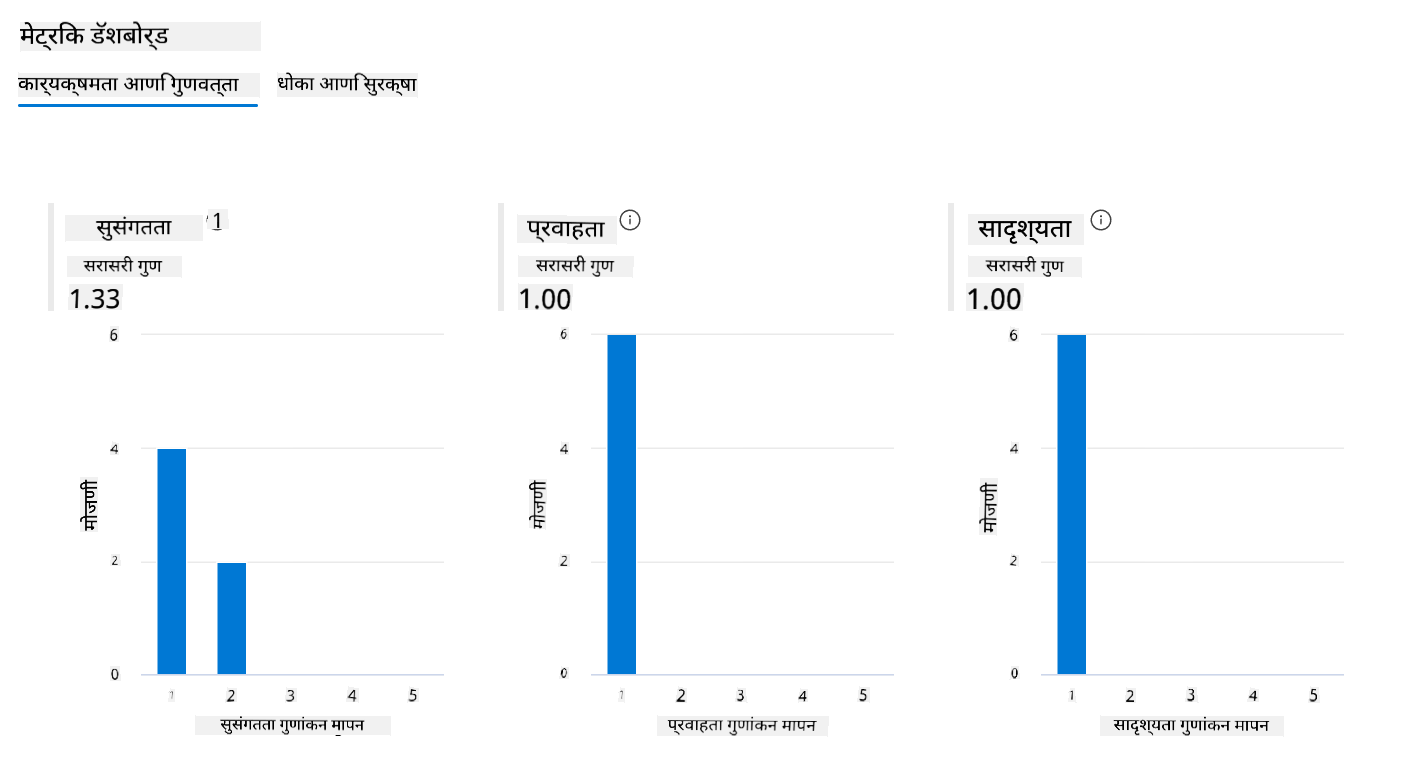 मेट्रिक डॅशबोर्ड
कार्यक्षमता आणि गुणवत्ता धोका आणि सुरक्षा
सुसंगतता 1
सरासरी गुण
1.33
6
4
2
0
मोजणी
1 2 3 4 5
सुसंगतता गुणांकन मापन
प्रवाहता
सरासरी गुण
1.00
6
4
2
0
मोजणी
1 2 3 4 5
प्रवाहता गुणांकन मापन
सादृश्यता
सरासरी गुण
1.00
6
4
2
0
मोजणी
1 2 3 4 5
सादृश्यता गुणांकन मापन